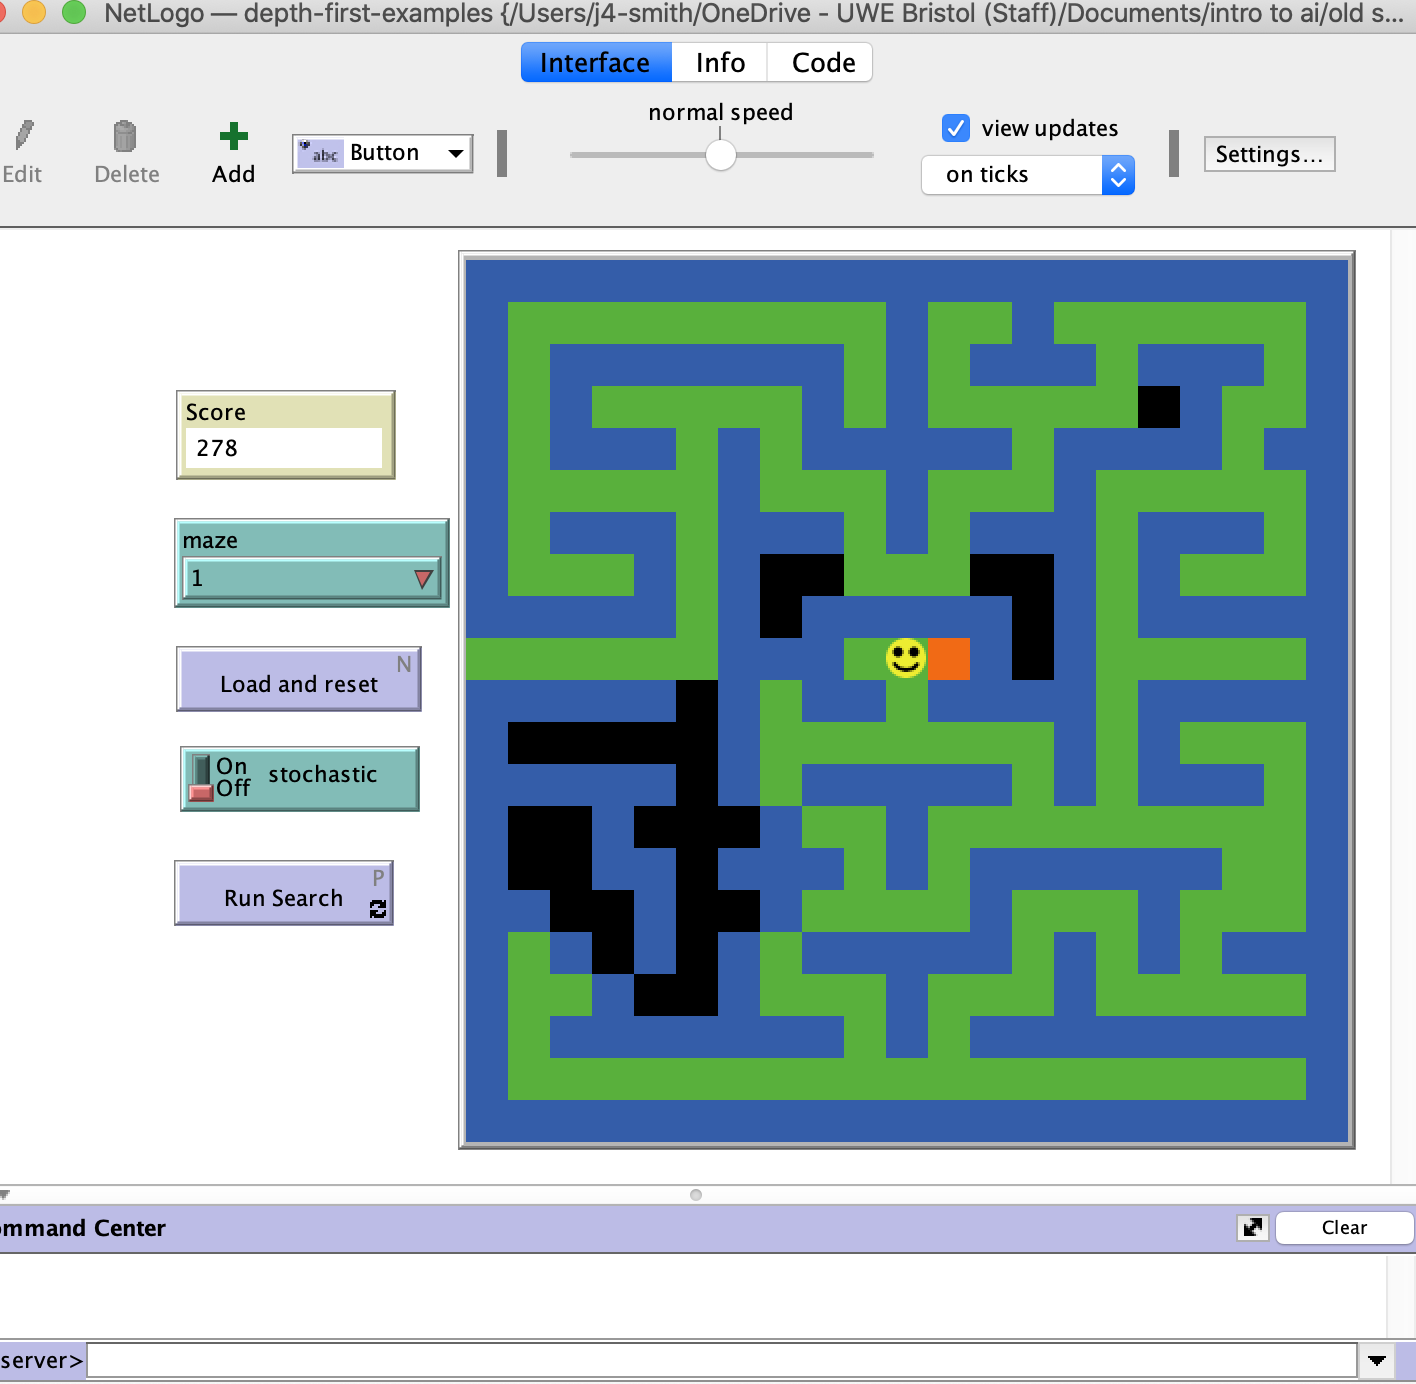 NetLogo — depth-first-examples {/Users/j4-smith/OneDrive - UWE Bristol (Staff)/Documents/intro to ai/old s...
Interface Info Code
normal speed
Edit Delete Add abc Button view updates on ticks Settings...
Score
278
maze
1
N
Load and reset
On
Off stochastic
P
Run Search
ommand Center Clear
server>